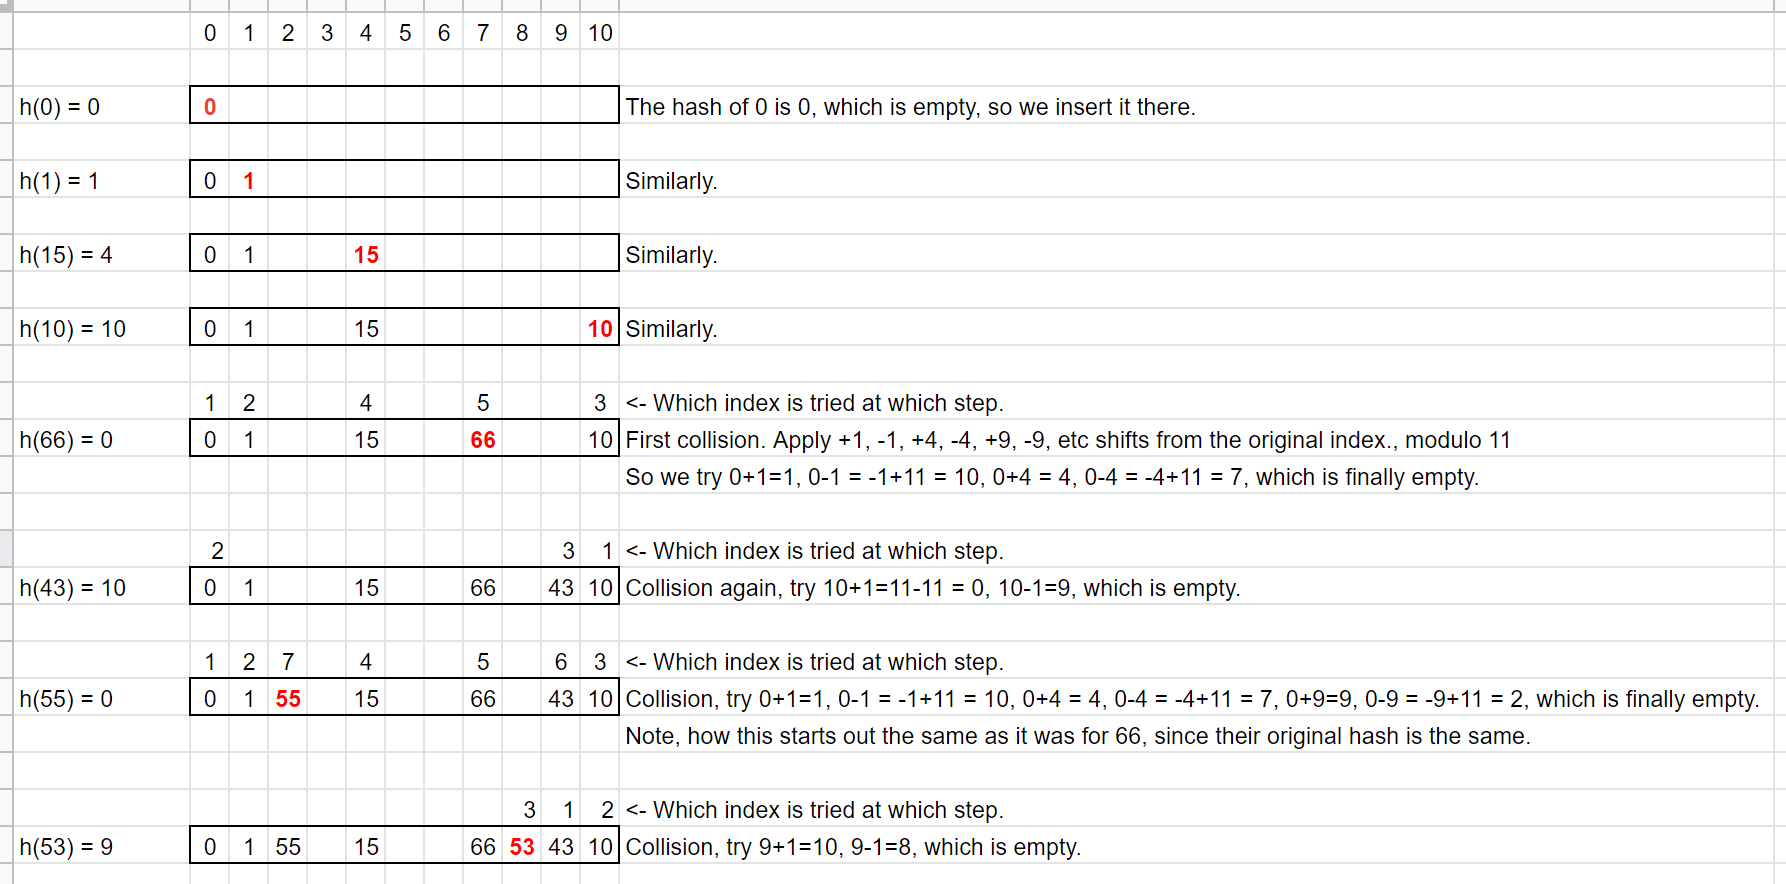 0 1 2 3 4 5 6 7 8 9 10
h(0) = 0 0 The hash of 0 is 0, which is empty, so we insert it there.
h(1) = 1 0 1 Similarly.
h(15) = 4 0 1 15 Similarly.
h(10) = 10 0 1 15 10 Similarly.
1 2 4 5 3 <- Which index is tried at which step.
h(66) = 0 0 1 15 66 10 First collision. Apply +1, -1, +4, -4, +9, -9, etc shifts from the original index., modulo 11
So we try 0+1=1, 0-1 = -1+11 = 10, 0+4 = 4, 0-4 = -4+11 = 7, which is finally empty.
2 3 1 <- Which index is tried at which step.
h(43) = 10 0 1 15 66 43 10 Collision again, try 10+1=11-11 = 0, 10-1=9, which is empty.
1 2 7 4 5 6 3 <- Which index is tried at which step.
h(55) = 0 0 1 55 15 66 43 10 Collision, try 0+1=1, 0-1 = -1+11 = 10, 0+4 = 4, 0-4 = -4+11 = 7, 0+9=9, 0-9 = -9+11 = 2, which is finally empty.
Note, how this starts out the same as it was for 66, since their original hash is the same.
3 1 2 <- Which index is tried at which step.
h(53) = 9 0 1 55 15 66 53 43 10 Collision, try 9+1=10, 9-1=8, which is empty.